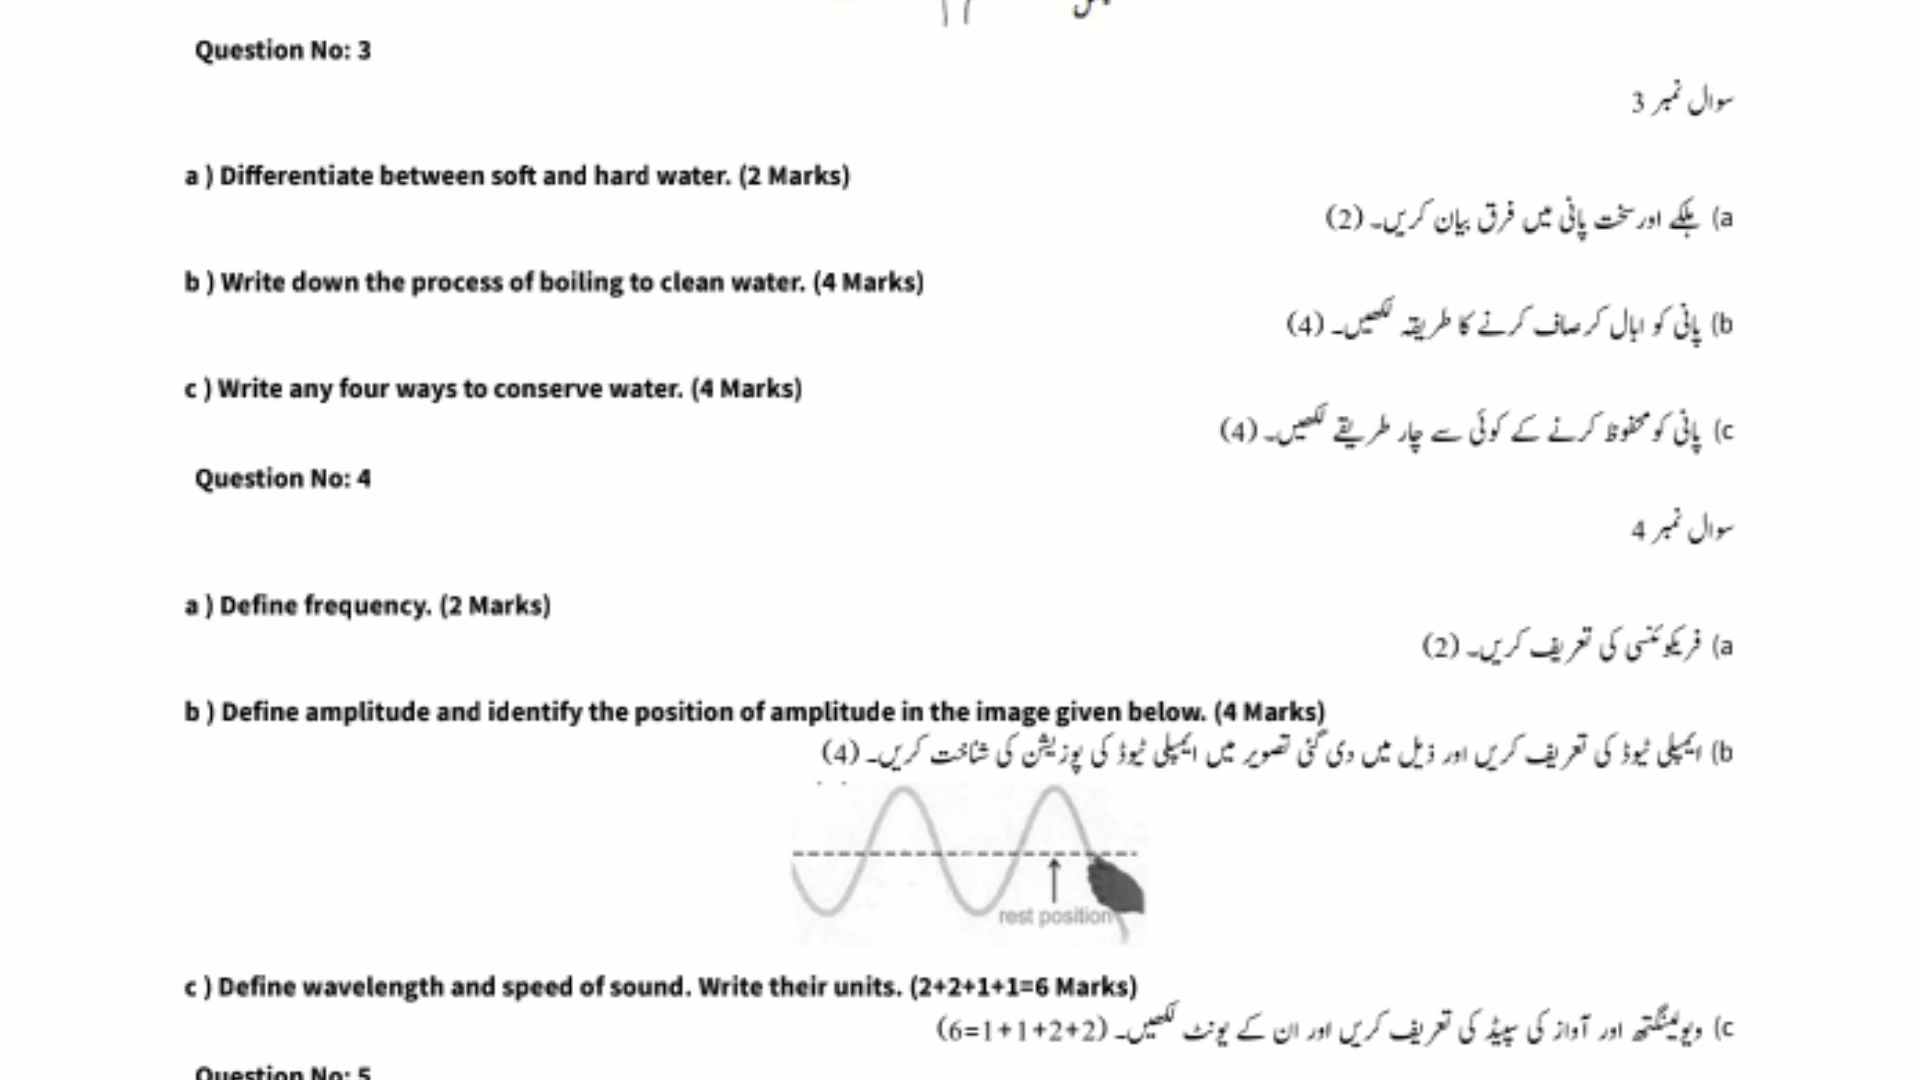 Question No: 3
سوال نمبر 3
a ) Differentiate between soft and hard water. (2 Marks)
a) ہلکے اور سخت پانی میں فرق بیان کریں۔ (2)
b ) Write down the process of boiling to clean water. (4 Marks)
b) پانی کو ابال کر صاف کرنے کا طریقہ لکھیں۔ (4)
c ) Write any four ways to conserve water. (4 Marks)
c) پانی کو محفوظ کرنے کے کوئی سے چار طریقے لکھیں۔ (4)
Question No: 4
سوال نمبر 4
a ) Define frequency. (2 Marks)
a) فریکوئنسی کی تعریف کریں۔ (2)
b ) Define amplitude and identify the position of amplitude in the image given below. (4 Marks)
b) ایمپلی ٹیوڈ کی تعریف کریں اور ذیل میں دی گئی تصویر میں ایمپلی ٹیوڈ کی پوزیشن کی شناخت کریں۔ (4)
rest position
c ) Define wavelength and speed of sound. Write their units. (2+2+1+1=6 Marks)
c) ویولینگتھ اور آواز کی سپیڈ کی تعریف کریں اور ان کے یونٹ لکھیں۔ (2+2+1+1=6)
Question No: 5